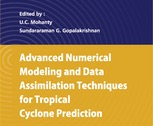 Edited by :
U.C. Mohanty
Sundararaman G. Gopalakrishnan
Advanced Numerical
Modeling and Data
Assimilation Techniques
for Tropical
Cyclone Prediction